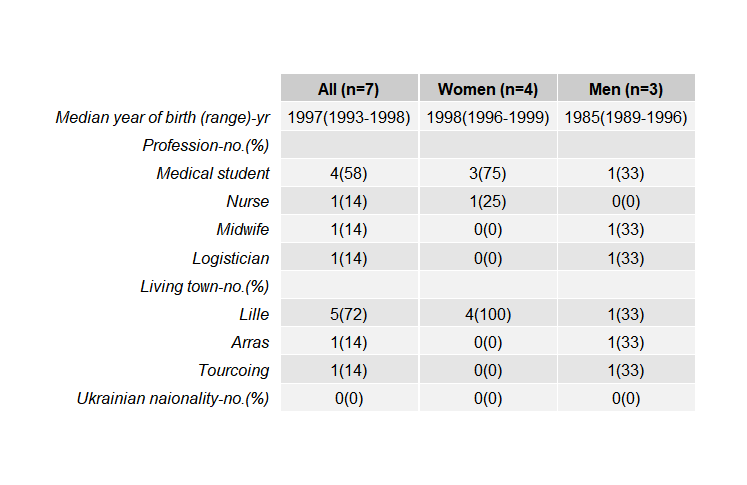 All (n=7) Women (n=4) Men (n=3)
Median year of birth (range)-yr 1997(1993-1998) 1998(1996-1999) 1985(1989-1996)
Profession-no.(%)
Medical student 4(58) 3(75) 1(33)
Nurse 1(14) 1(25) 0(0)
Midwife 1(14) 0(0) 1(33)
Logistician 1(14) 0(0) 1(33)
Living town-no.(%)
Lille 5(72) 4(100) 1(33)
Arras 1(14) 0(0) 1(33)
Tourcoing 1(14) 0(0) 1(33)
Ukrainian naionality-no.(%) 0(0) 0(0) 0(0)